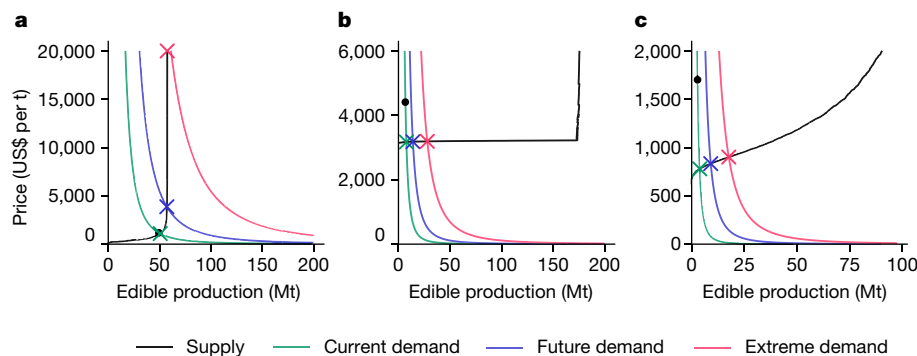 a b c
Price (US$ per t)
20,000
15,000
10,000
5,000
0
0 50 100 150 200
Edible production (Mt)
6,000
4,000
2,000
0
0 50 100 150 200
Edible production (Mt)
2,000
1,500
1,000
500
0
0 25 50 75 100
Edible production (Mt)
Supply Current demand Future demand Extreme demand